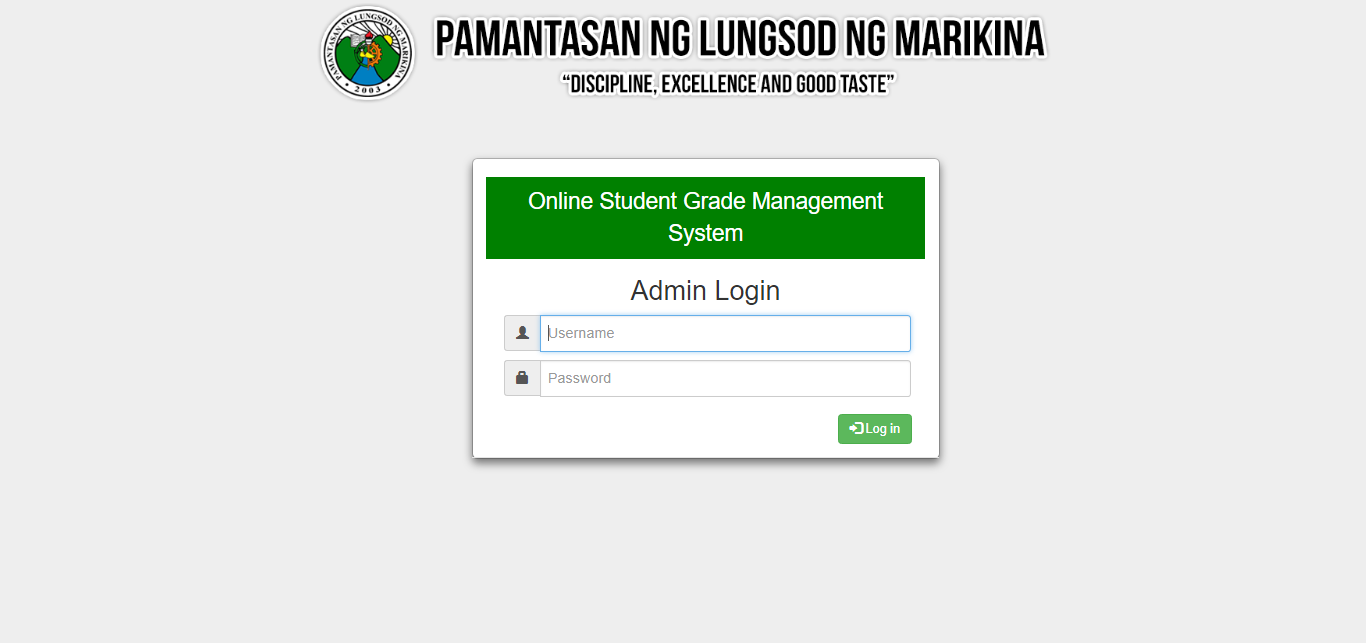 PAMANTASAN NG LUNGSOD NG MARIKINA
PAMANTASAN NG LUNGSOD NG MARIKINA
• 2003 •
“DISCIPLINE, EXCELLENCE AND GOOD TASTE”
Online Student Grade Management
System
Admin Login
Username
Password
Log in